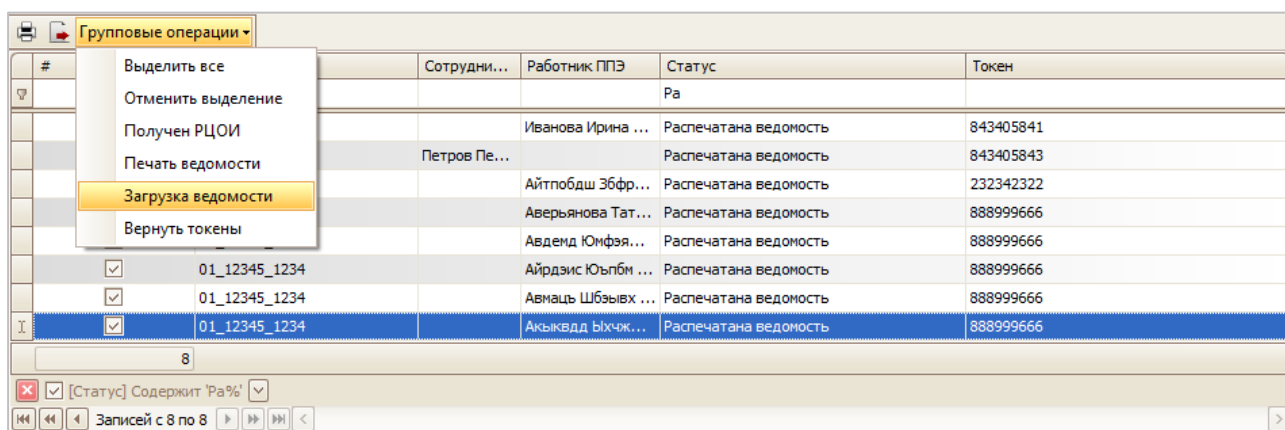 Групповые операции
# Сотрудни... Работник ППЭ Статус Токен
Выделить все
Отменить выделение
Ра
Получен РЦОИ
Иванова Ирина ... Распечатана ведомость 843405841
Печать ведомости
Петров Пе... Распечатана ведомость 843405843
Загрузка ведомости
Айтпобдш Збфр... Распечатана ведомость 232342322
Вернуть токены
Аверьянова Тат... Распечатана ведомость 888999666
Авдемд Юмфэя... Распечатана ведомость 888999666
01_12345_1234 Айрдзис Юъпбм ... Распечатана ведомость 888999666
01_12345_1234 Авмацъ Шбэывх ... Распечатана ведомость 888999666
01_12345_1234 Акыквдд Ыхчж... Распечатана ведомость 888999666
8
[Статус] Содержит 'Ра%'
Записей с 8 по 8